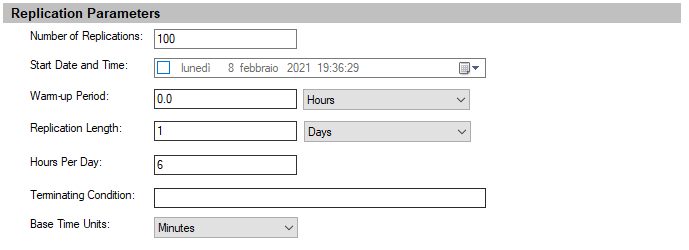 Replication Parameters
Number of Replications: 100
Start Date and Time: lunedì 8 febbraio 2021 19:36:29
Warm-up Period: 0.0 Hours
Replication Length: 1 Days
Hours Per Day: 6
Terminating Condition:
Base Time Units: Minutes